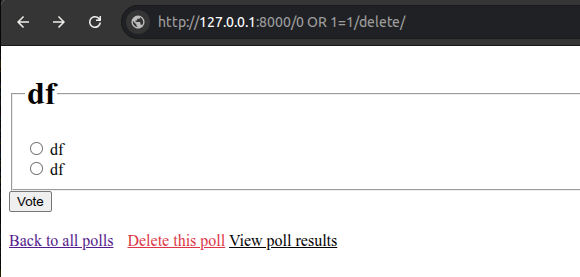 http://127.0.0.1:8000/0 OR 1=1/delete/
df
df
df
Vote
Back to all polls Delete this poll View poll results